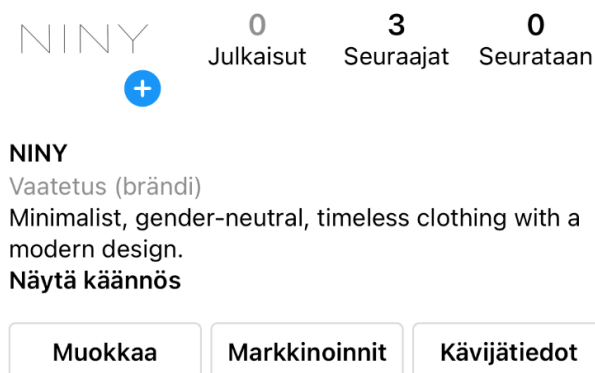 NINY
0 3 0
Julkaisut Seuraajat Seurataan
NINY
Vaatetus (brändi)
Minimalist, gender-neutral, timeless clothing with a
modern design.
Näytä käännös
Muokkaa Markkinoinnit Kävijätiedot